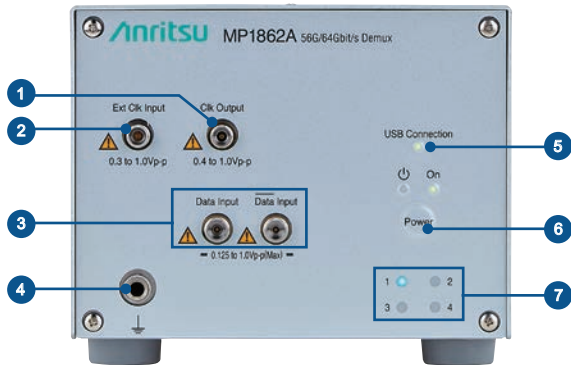 Anritsu MP1862A 56G/64Gbit/s Demux
1
Ext Clk Input
Clk Output
2
0.3 to 1.0Vp-p
0.4 to 1.0Vp-p
USB Connection
5
On
3
Data Input
Data Input
Power
6
0.125 to 1.0Vp-p(Max)
4
1
2
7
3
4